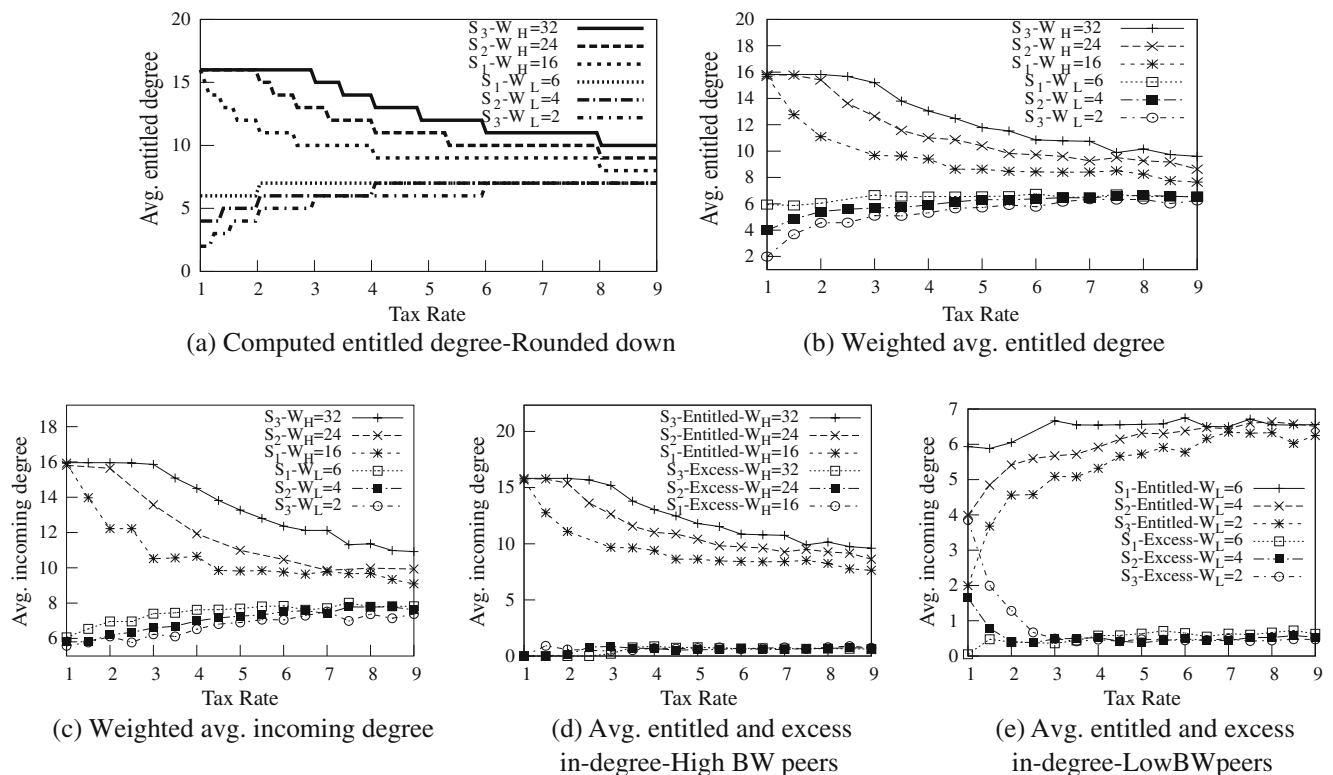 20
15
10
5
0
Avg. entitled degree
S3-WH=32
S2-WH=24
S1-WH=16
S1-WL=6
S2-WL=4
S3-WL=2
1 2 3 4 5 6 7 8 9
Tax Rate
(a) Computed entitled degree-Rounded down
20
18
16
14
12
10
8
6
4
2
Avg. entitled degree
S3-WH=32
S2-WH=24
S1-WH=16
S1-WL=6
S2-WL=4
S3-WL=2
1 2 3 4 5 6 7 8 9
Tax Rate
(b) Weighted avg. entitled degree
18
16
14
12
10
8
6
Avg. incoming degree
S3-WH=32
S2-WH=24
S1-WH=16
S1-WL=6
S2-WL=4
S3-WL=2
1 2 3 4 5 6 7 8 9
Tax Rate
(c) Weighted avg. incoming degree
20
15
10
5
0
Avg. incoming degree
S3-Entitled-WH=32
S2-Entitled-WH=24
S1-Entitled-WH=16
S3-Excess-WH=32
S2-Excess-WH=24
S1-Excess-WH=16
1 2 3 4 5 6 7 8 9
Tax Rate
(d) Avg. entitled and excess
in-degree-High BW peers
7
6
5
4
3
2
1
0
Avg. incoming degree
S1-Entitled-WL=6
S2-Entitled-WL=4
S3-Entitled-WL=2
S1-Excess-WL=6
S2-Excess-WL=4
S3-Excess-WL=2
1 2 3 4 5 6 7 8 9
Tax Rate
(e) Avg. entitled and excess
in-degree-LowBWpeers